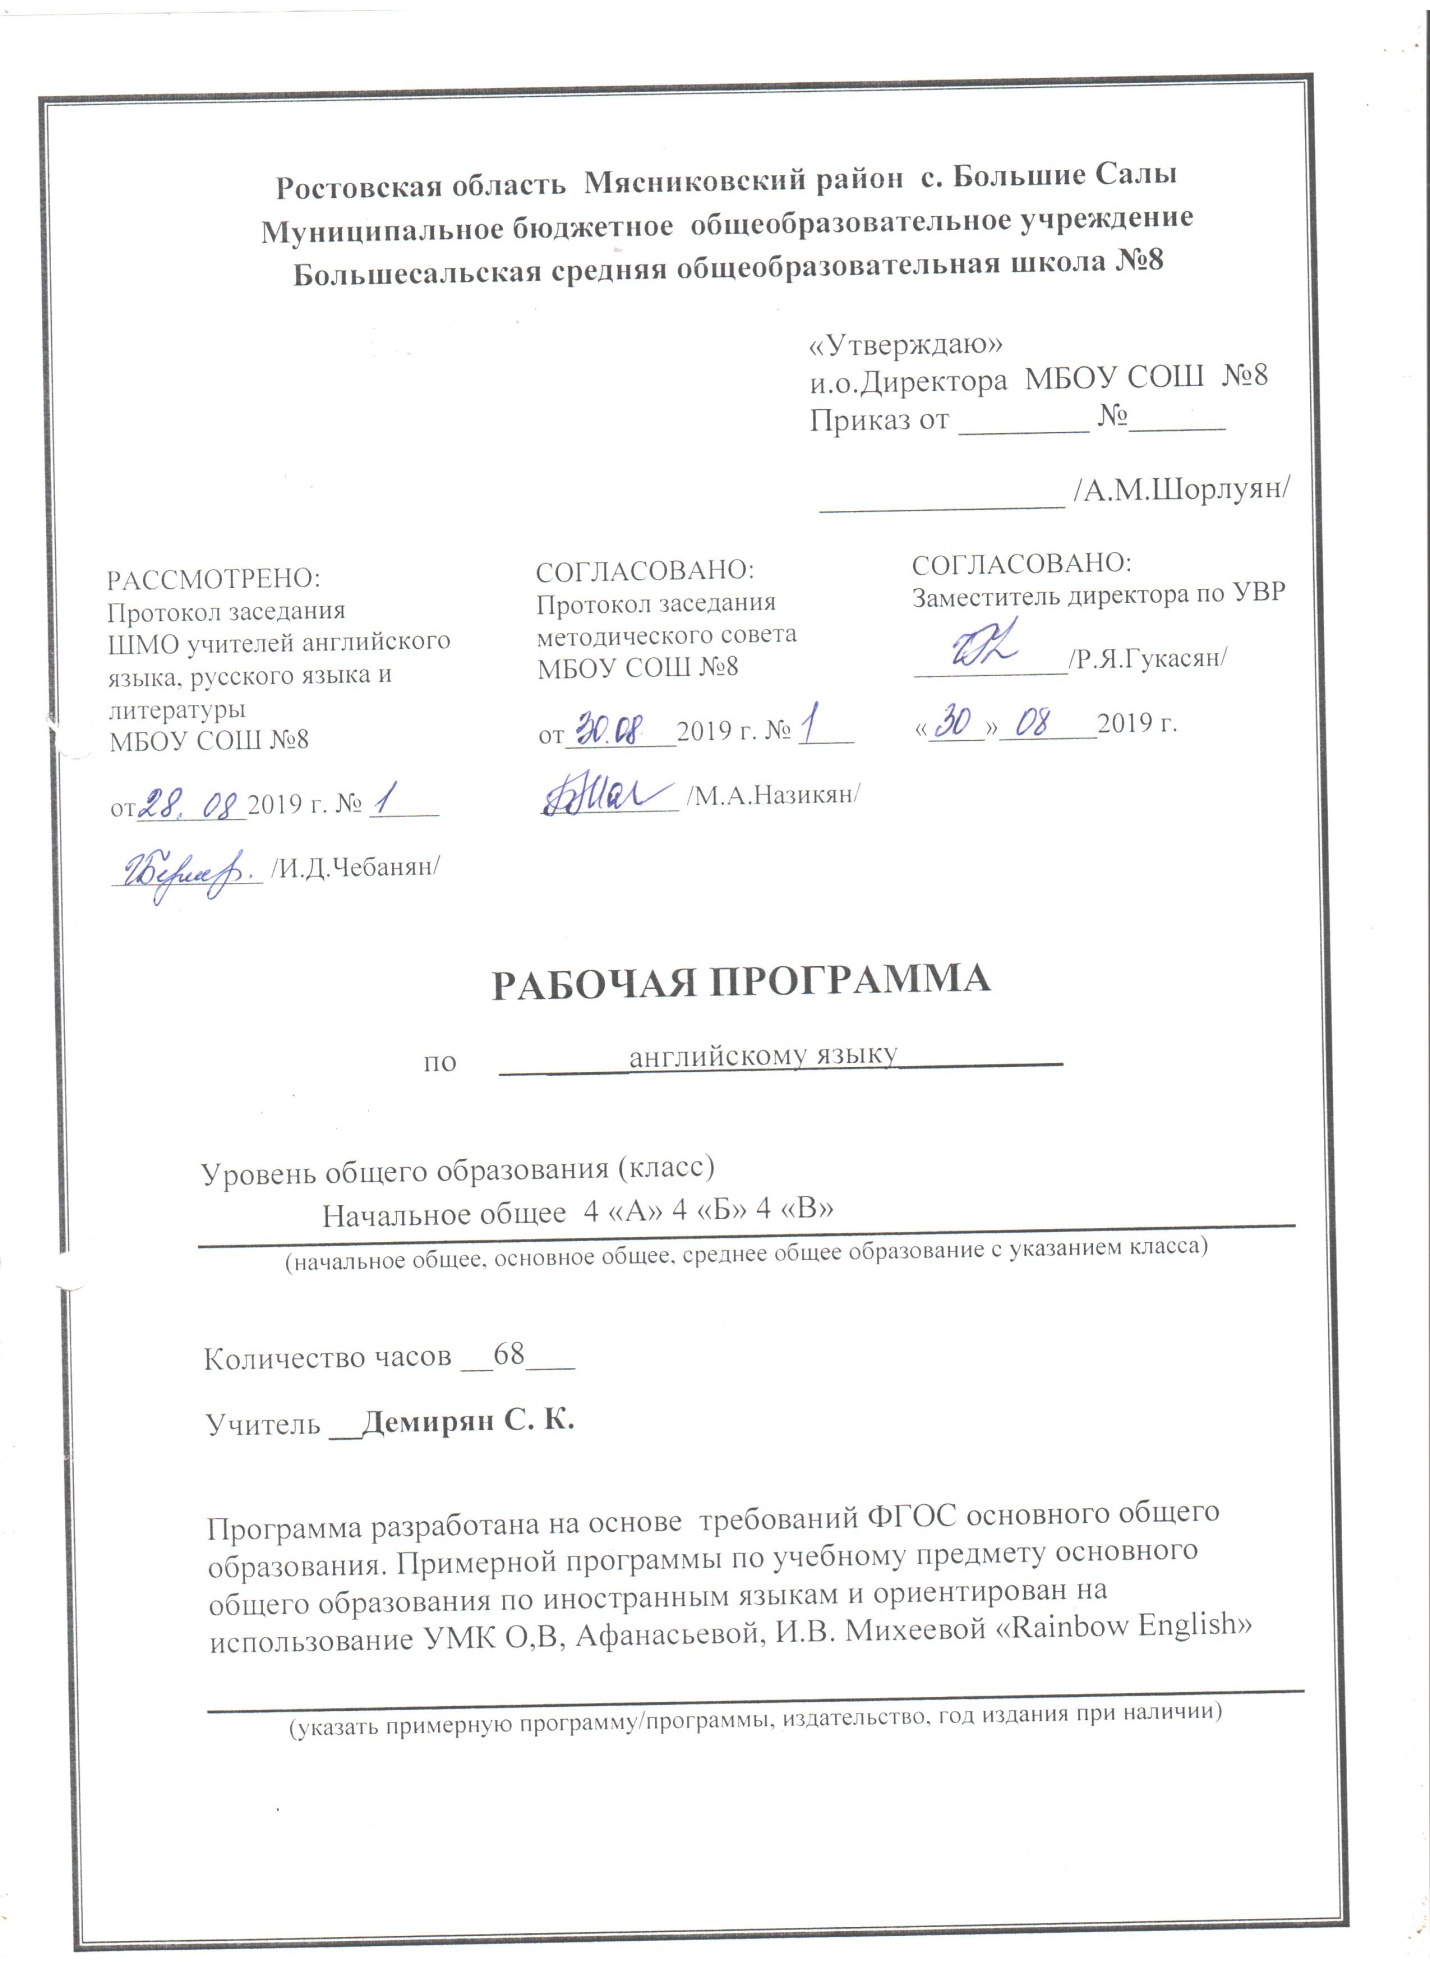 Ростовская область  Мясниковский район  с. Большие Салы
Муниципальное бюджетное  общеобразовательное учреждение
Большесальская средняя общеобразовательная школа №8
«Утверждаю»
и.о.Директора  МБОУ СОШ  №8
Приказ от ________ №______
_______________ /А.М.Шорлуян/
РАССМОТРЕНО:
Протокол заседания
ШМО учителей английского
языка, русского языка и
литературы
МБОУ СОШ №8
от 28. 08 2019 г. № 1
/И.Д.Чебанян/
СОГЛАСОВАНО:
Протокол заседания
методического совета
МБОУ СОШ №8
от 30.08 2019 г. № 1
/М.А.Назикян/
СОГЛАСОВАНО:
Заместитель директора по УВР
/Р.Я.Гукасян/
«30» 08 2019 г.
РАБОЧАЯ ПРОГРАММА
по английскому языку
Уровень общего образования (класс)
Начальное общее  4 «А» 4 «Б» 4 «В»
(начальное общее, основное общее, среднее общее образование с указанием класса)
Количество часов __68___
Учитель __Демирян С. К.
Программа разработана на основе  требований ФГОС основного общего
образования. Примерной программы по учебному предмету основного
общего образования по иностранным языкам и ориентирован на
использование УМК О,В, Афанасьевой, И.В. Михеевой «Rainbow English»
(указать примерную программу/программы, издательство, год издания при наличии)